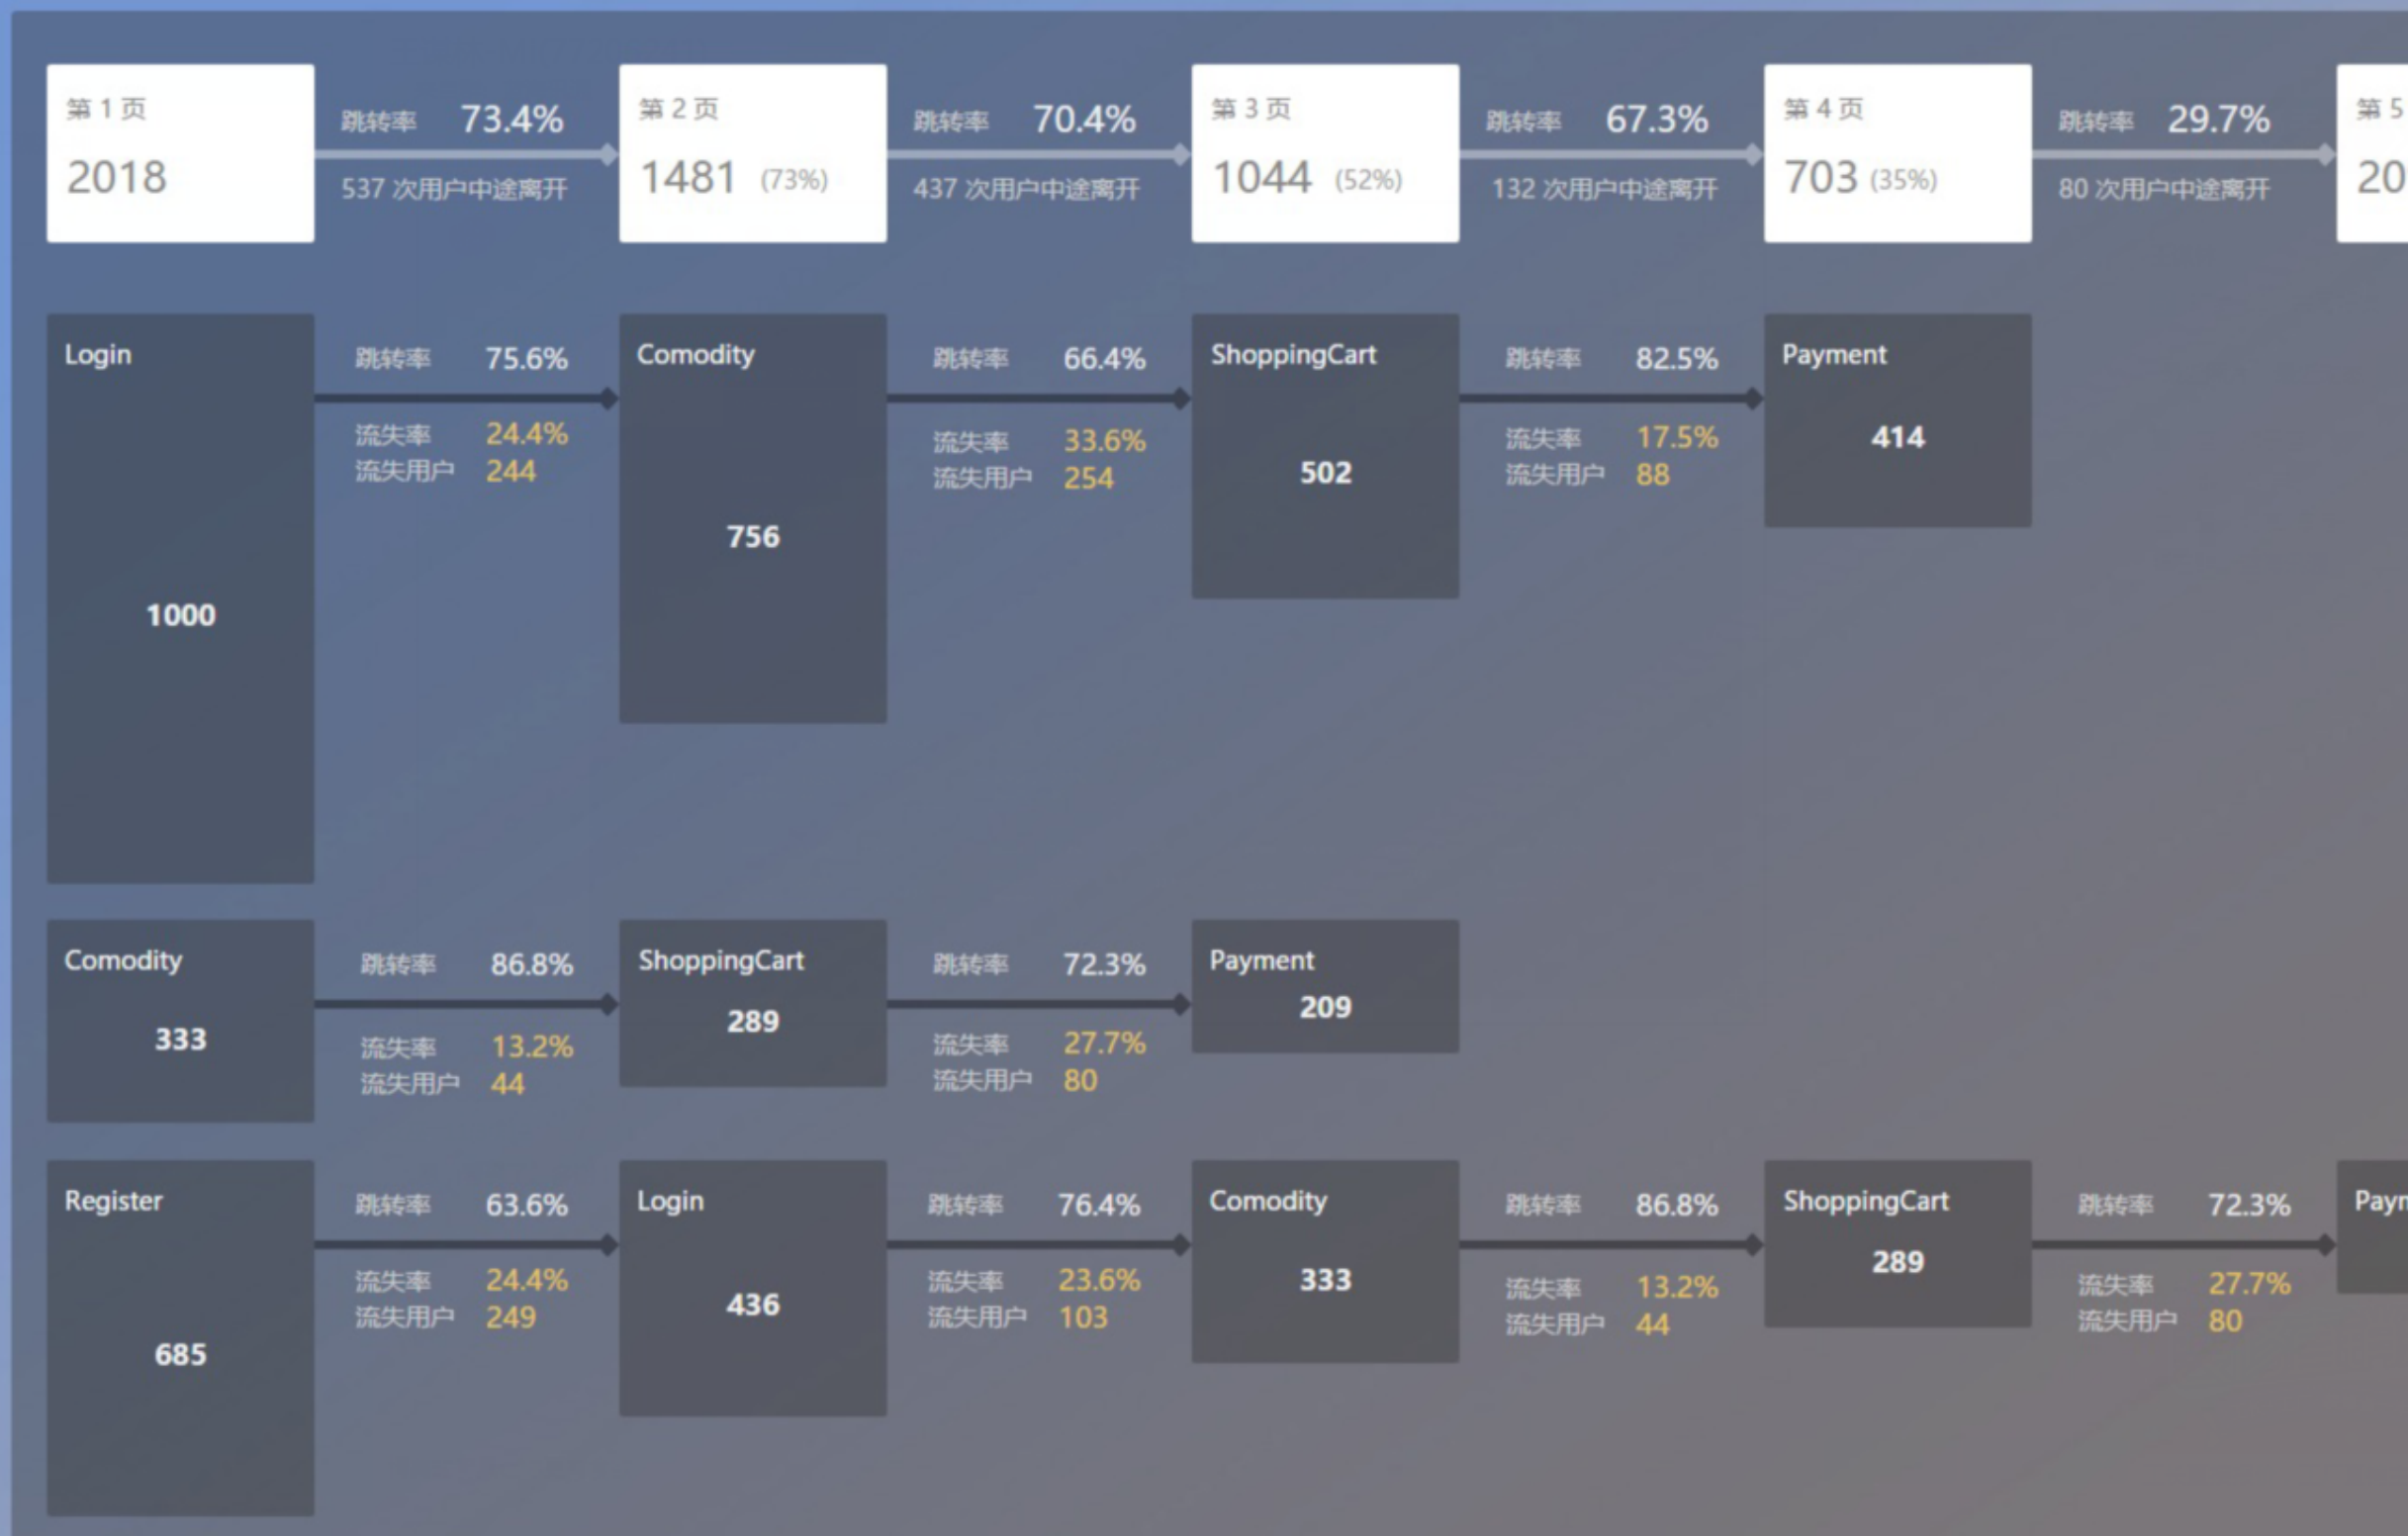 第 1 页
2018
跳转率 73.4%
537 次用户中途离开
第 2 页
1481 (73%)
跳转率 70.4%
437 次用户中途离开
第 3 页
1044 (52%)
跳转率 67.3%
132 次用户中途离开
第 4 页
703 (35%)
跳转率 29.7%
80 次用户中途离开
第 5
20
Login
1000
跳转率 75.6%
流失率 24.4%
流失用户 244
Comodity
756
跳转率 66.4%
流失率 33.6%
流失用户 254
ShoppingCart
502
跳转率 82.5%
流失率 17.5%
流失用户 88
Payment
414
Comodity
333
跳转率 86.8%
流失率 13.2%
流失用户 44
ShoppingCart
289
跳转率 72.3%
流失率 27.7%
流失用户 80
Payment
209
Register
685
跳转率 63.6%
流失率 24.4%
流失用户 249
Login
436
跳转率 76.4%
流失率 23.6%
流失用户 103
Comodity
333
跳转率 86.8%
流失率 13.2%
流失用户 44
ShoppingCart
289
跳转率 72.3%
流失率 27.7%
流失用户 80